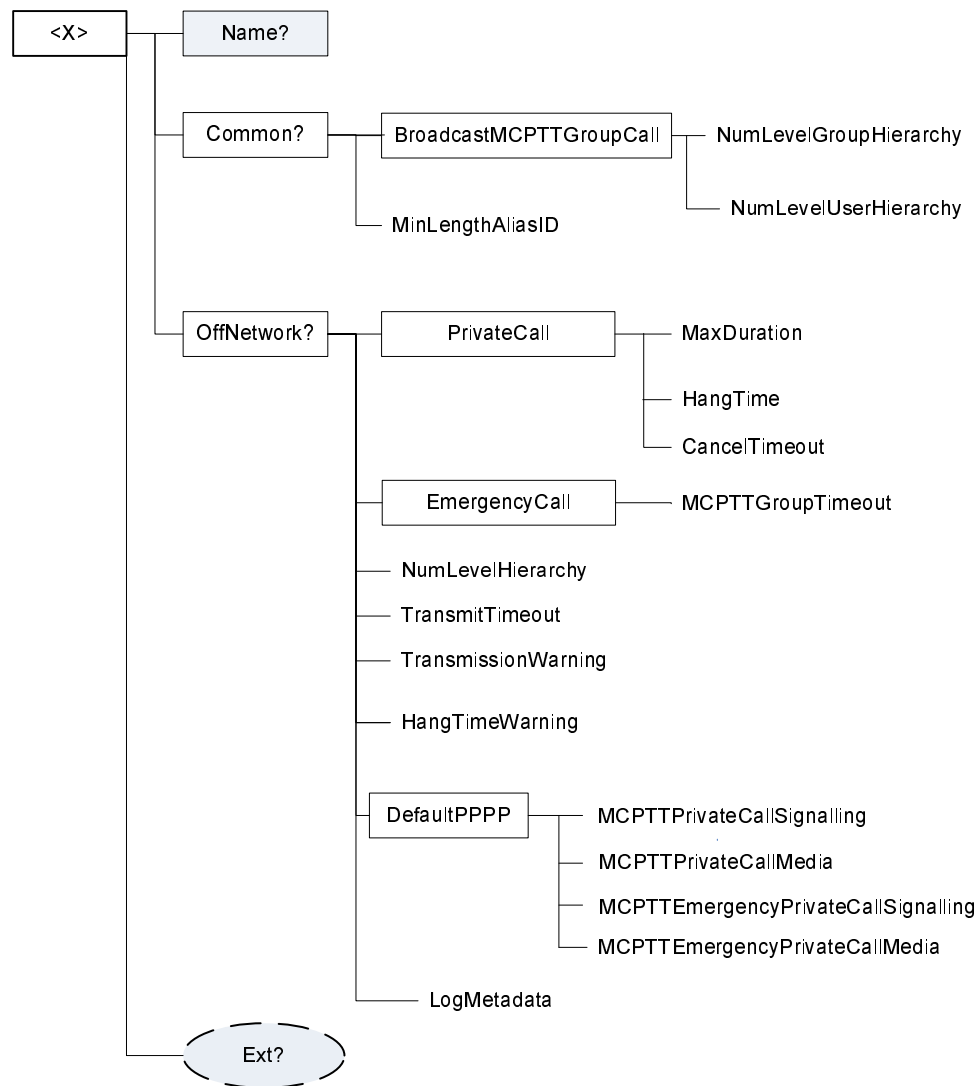 <X>
Name?
Common?
BroadcastMCPTTGroupCall
NumLevelGroupHierarchy
NumLevelUserHierarchy
MinLengthAliasID
OffNetwork?
PrivateCall
MaxDuration
HangTime
CancelTimeout
EmergencyCall
MCPTTGroupTimeout
NumLevelHierarchy
TransmitTimeout
TransmissionWarning
HangTimeWarning
DefaultPPPP
MCPTTPrivateCallSignalling
MCPTTPrivateCallMedia
MCPTTEmergencyPrivateCallSignalling
MCPTTEmergencyPrivateCallMedia
LogMetadata
Ext?